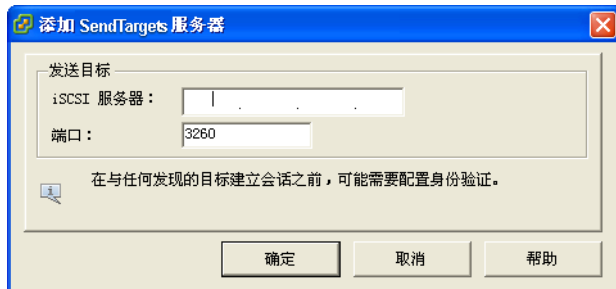 添加 SendTargets 服务器
发送目标
iSCSI 服务器：
. . .
端口：
3260
在与任何发现的目标建立会话之前，可能需要配置身份验证。
确定 取消 帮助